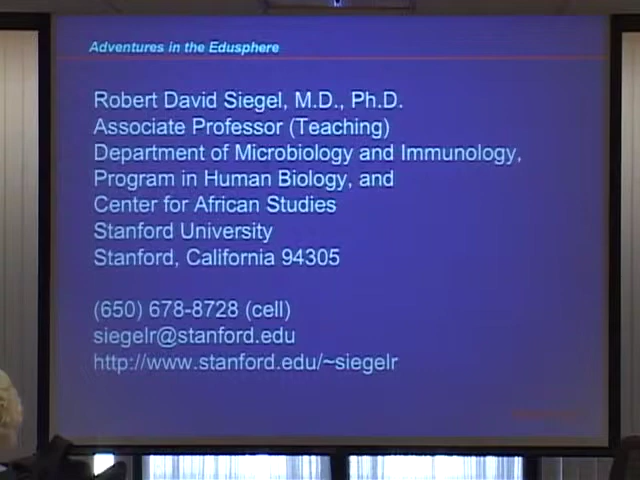 Adventures in the Edusphere
Robert David Siegel, M.D., Ph.D.
Associate Professor (Teaching)
Department of Microbiology and Immunology,
Program in Human Biology, and
Center for African Studies
Stanford University
Stanford, California 94305
(650) 678-8728 (cell)
siegelr@stanford.edu
http://www.stanford.edu/~siegelr